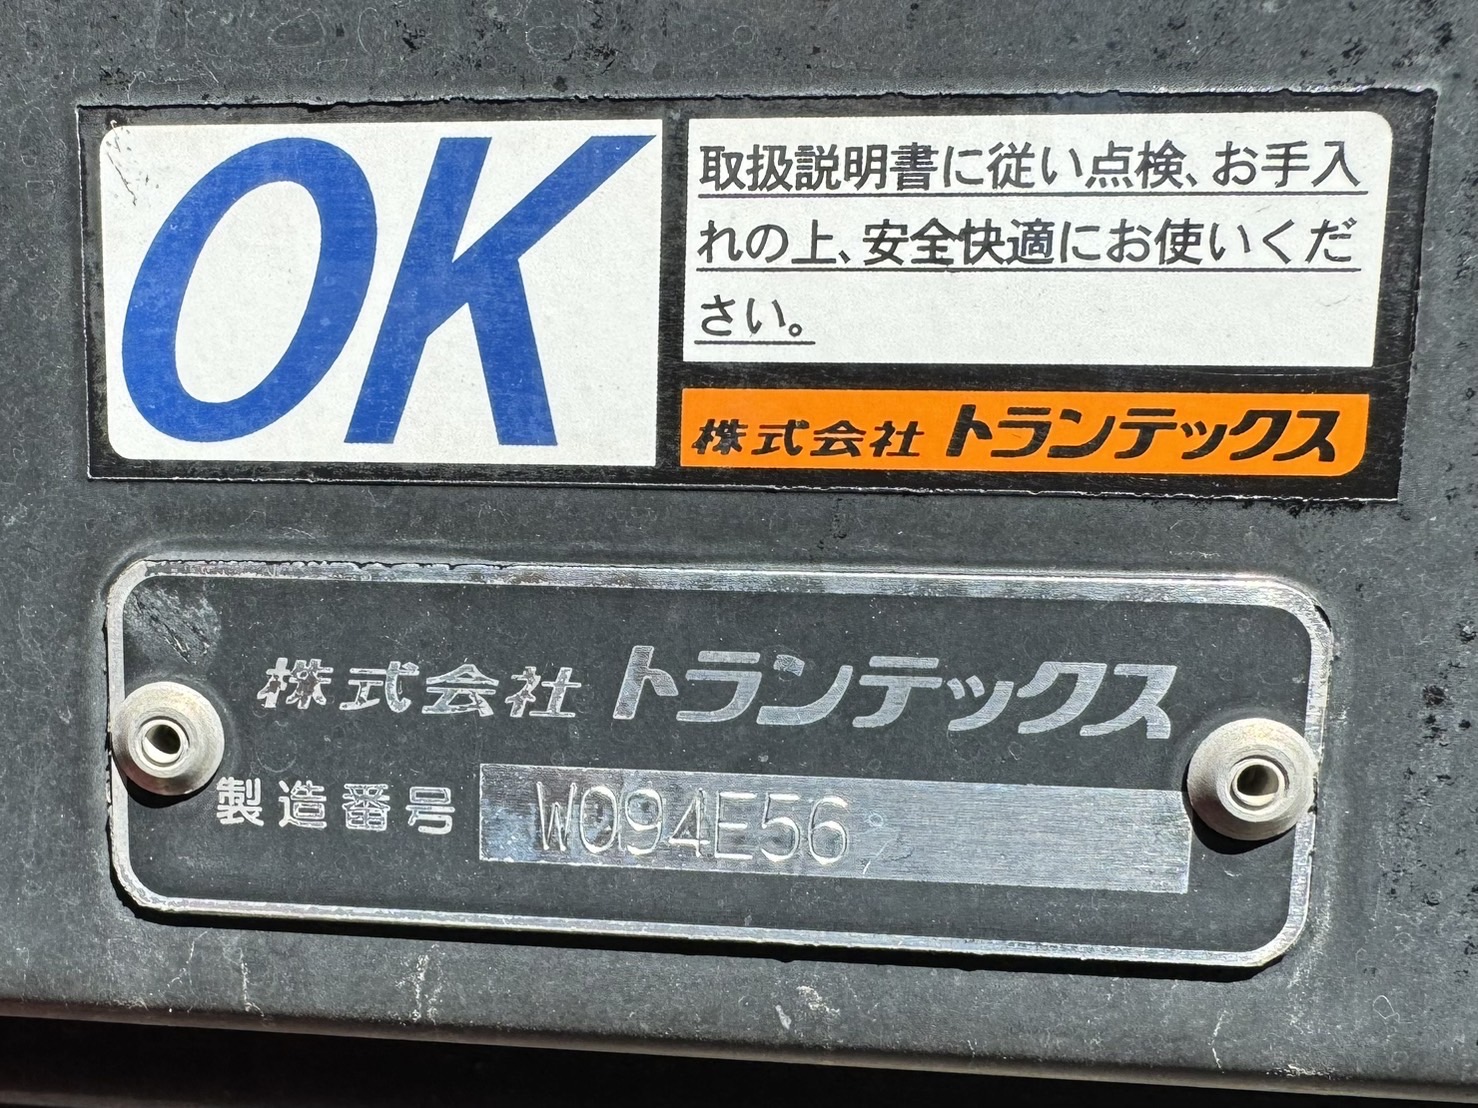 OK
取扱説明書に従い点検、お手入
れの上、安全快適にお使いくだ
さい。
株式会社トランテックス
株式会社トランテックス
製造番号 W094E56